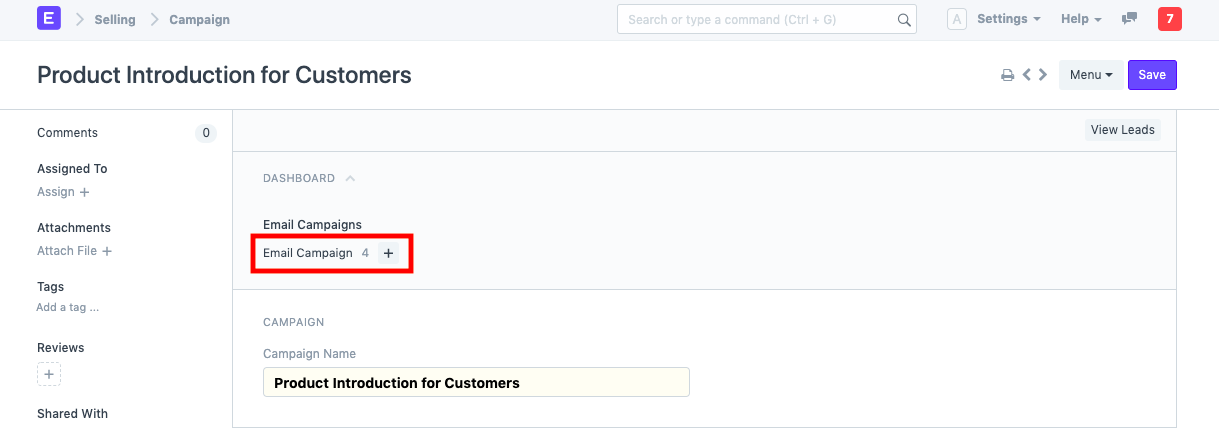 E Selling Campaign Search or type a command (Ctrl + G) A Settings Help 7
Product Introduction for Customers Menu Save
Comments 0
View Leads
Assigned To
Assign +
Attachments
Attach File +
Tags
Add a tag ...
Reviews
+
Shared With
DASHBOARD
Email Campaigns
Email Campaign 4 +
CAMPAIGN
Campaign Name
Product Introduction for Customers